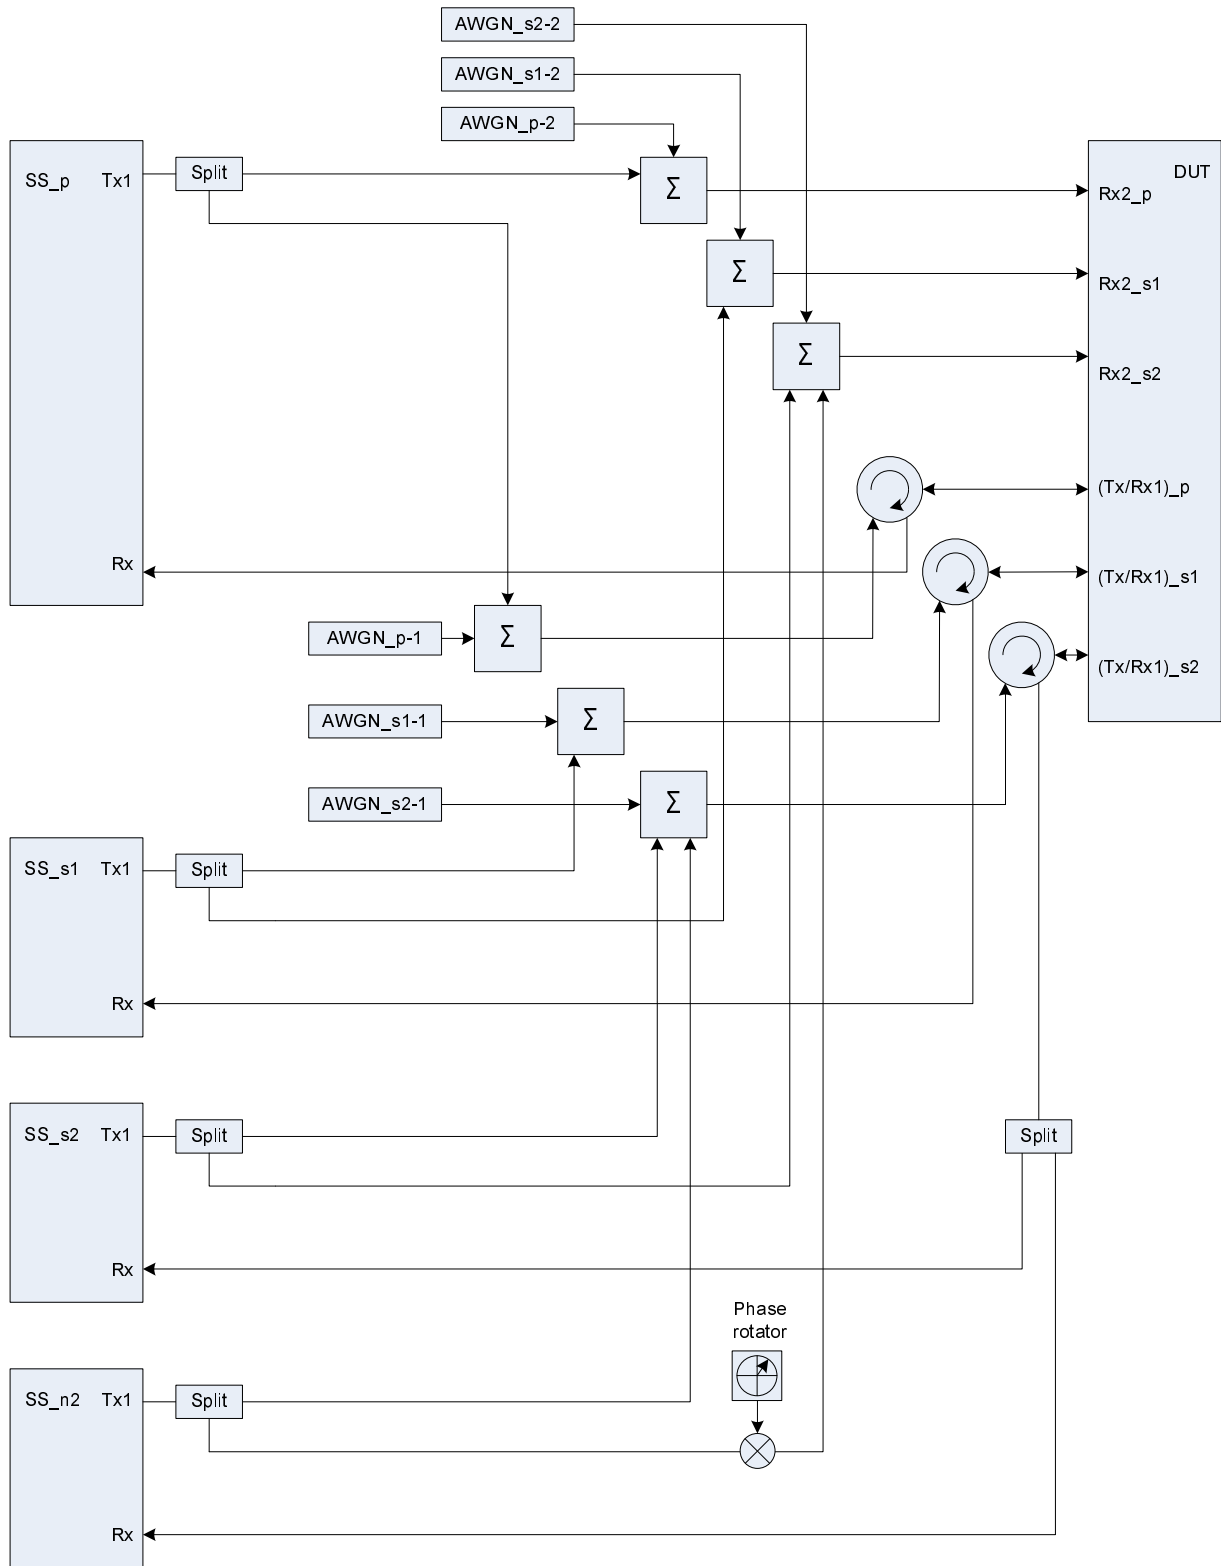 AWGN_s2-2
AWGN_s1-2
AWGN_p-2
SS_p Tx1
Split
Σ
DUT
Rx2_p
Σ
Rx2_s1
Σ
Rx2_s2
(Tx/Rx1)_p
Rx
(Tx/Rx1)_s1
AWGN_p-1
Σ
(Tx/Rx1)_s2
AWGN_s1-1
Σ
AWGN_s2-1
Σ
SS_s1 Tx1
Split
Rx
SS_s2 Tx1
Split
Split
Rx
Phase
rotator
SS_n2 Tx1
Split
Rx